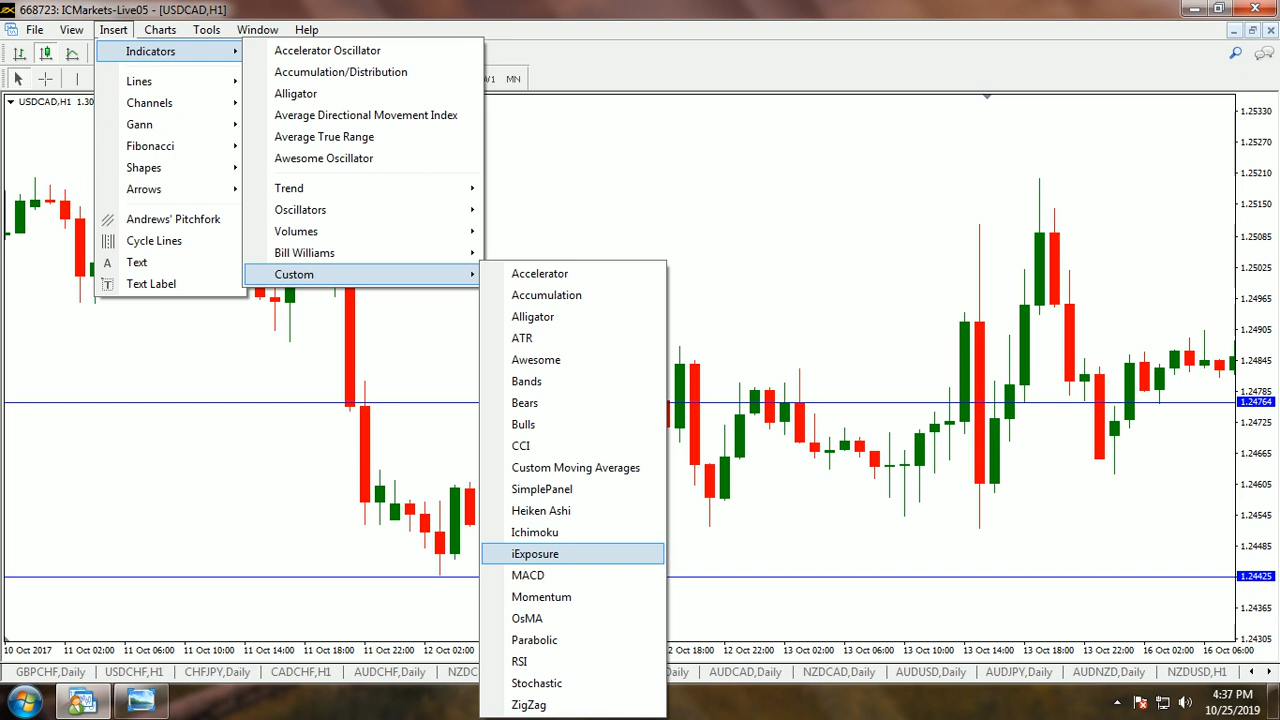 668723: ICMarkets-Live05 - [USDCAD,H1]
File View Insert Charts Tools Window Help
Indicators
Lines
Channels
Gann
Fibonacci
Shapes
Arrows
Andrews' Pitchfork
Cycle Lines
A Text
T Text Label
Accelerator Oscillator
Accumulation/Distribution
Alligator
Average Directional Movement Index
Average True Range
Awesome Oscillator
Trend
Oscillators
Volumes
Bill Williams
Custom
Accelerator
Accumulation
Alligator
ATR
Awesome
Bands
Bears
Bulls
CCI
Custom Moving Averages
SimplePanel
Heiken Ashi
Ichimoku
iExposure
MACD
Momentum
OsMA
Parabolic
RSI
Stochastic
ZigZag
MN
USDCAD,H1 1.30
1.25330
1.25270
1.25210
1.25150
1.25085
1.25025
1.24965
1.24905
1.24845
1.24785
1.24764
1.24725
1.24665
1.24605
1.24545
1.24485
1.24425
1.24365
1.24305
10 Oct 2017 11 Oct 02:00 11 Oct 06:00 11 Oct 10:00 11 Oct 14:00 11 Oct 18:00 11 Oct 22:00 12 Oct 02:00 12 Oct 22:00 13 Oct 02:00 13 Oct 06:00 13 Oct 10:00 13 Oct 14:00 13 Oct 18:00 13 Oct 22:00 16 Oct 02:00 16 Oct 06:00
GBPCHF,Daily USDCHF,H1 CHFJPY,Daily CADCHF,H1 AUDCHF,Daily NZDC Daily AUDCAD,Daily NZDCAD,Daily AUDUSD,Daily AUDJPY,Daily AUDNZD,Daily NZDUSD,H1
4:37 PM
10/25/2019